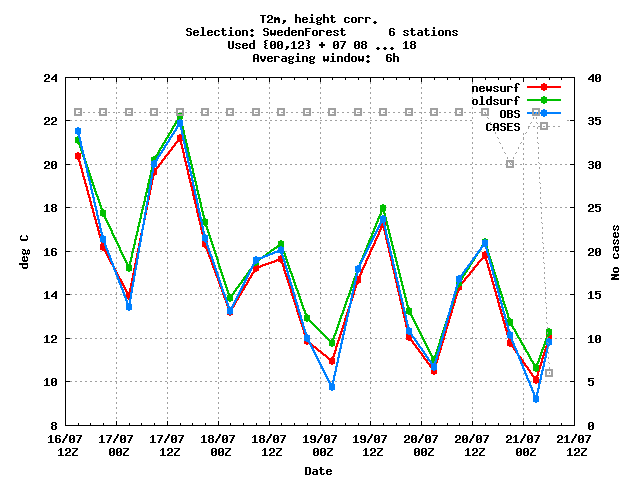 T2m, height corr.
Selection: SwedenForest 6 stations
Used {00,12} + 07 08 ... 18
Averaging window: 6h
24 40
newsurf
oldsurf
22 35
OBS
CASES
20 30
18 25
16 20
deg C
No cases
14 15
12 10
10 5
8 0
16/07 17/07 17/07 18/07 18/07 19/07 19/07 20/07 20/07 21/07 21/07
12Z 00Z 12Z 00Z 12Z 00Z 12Z 00Z 12Z 00Z 12Z
Date